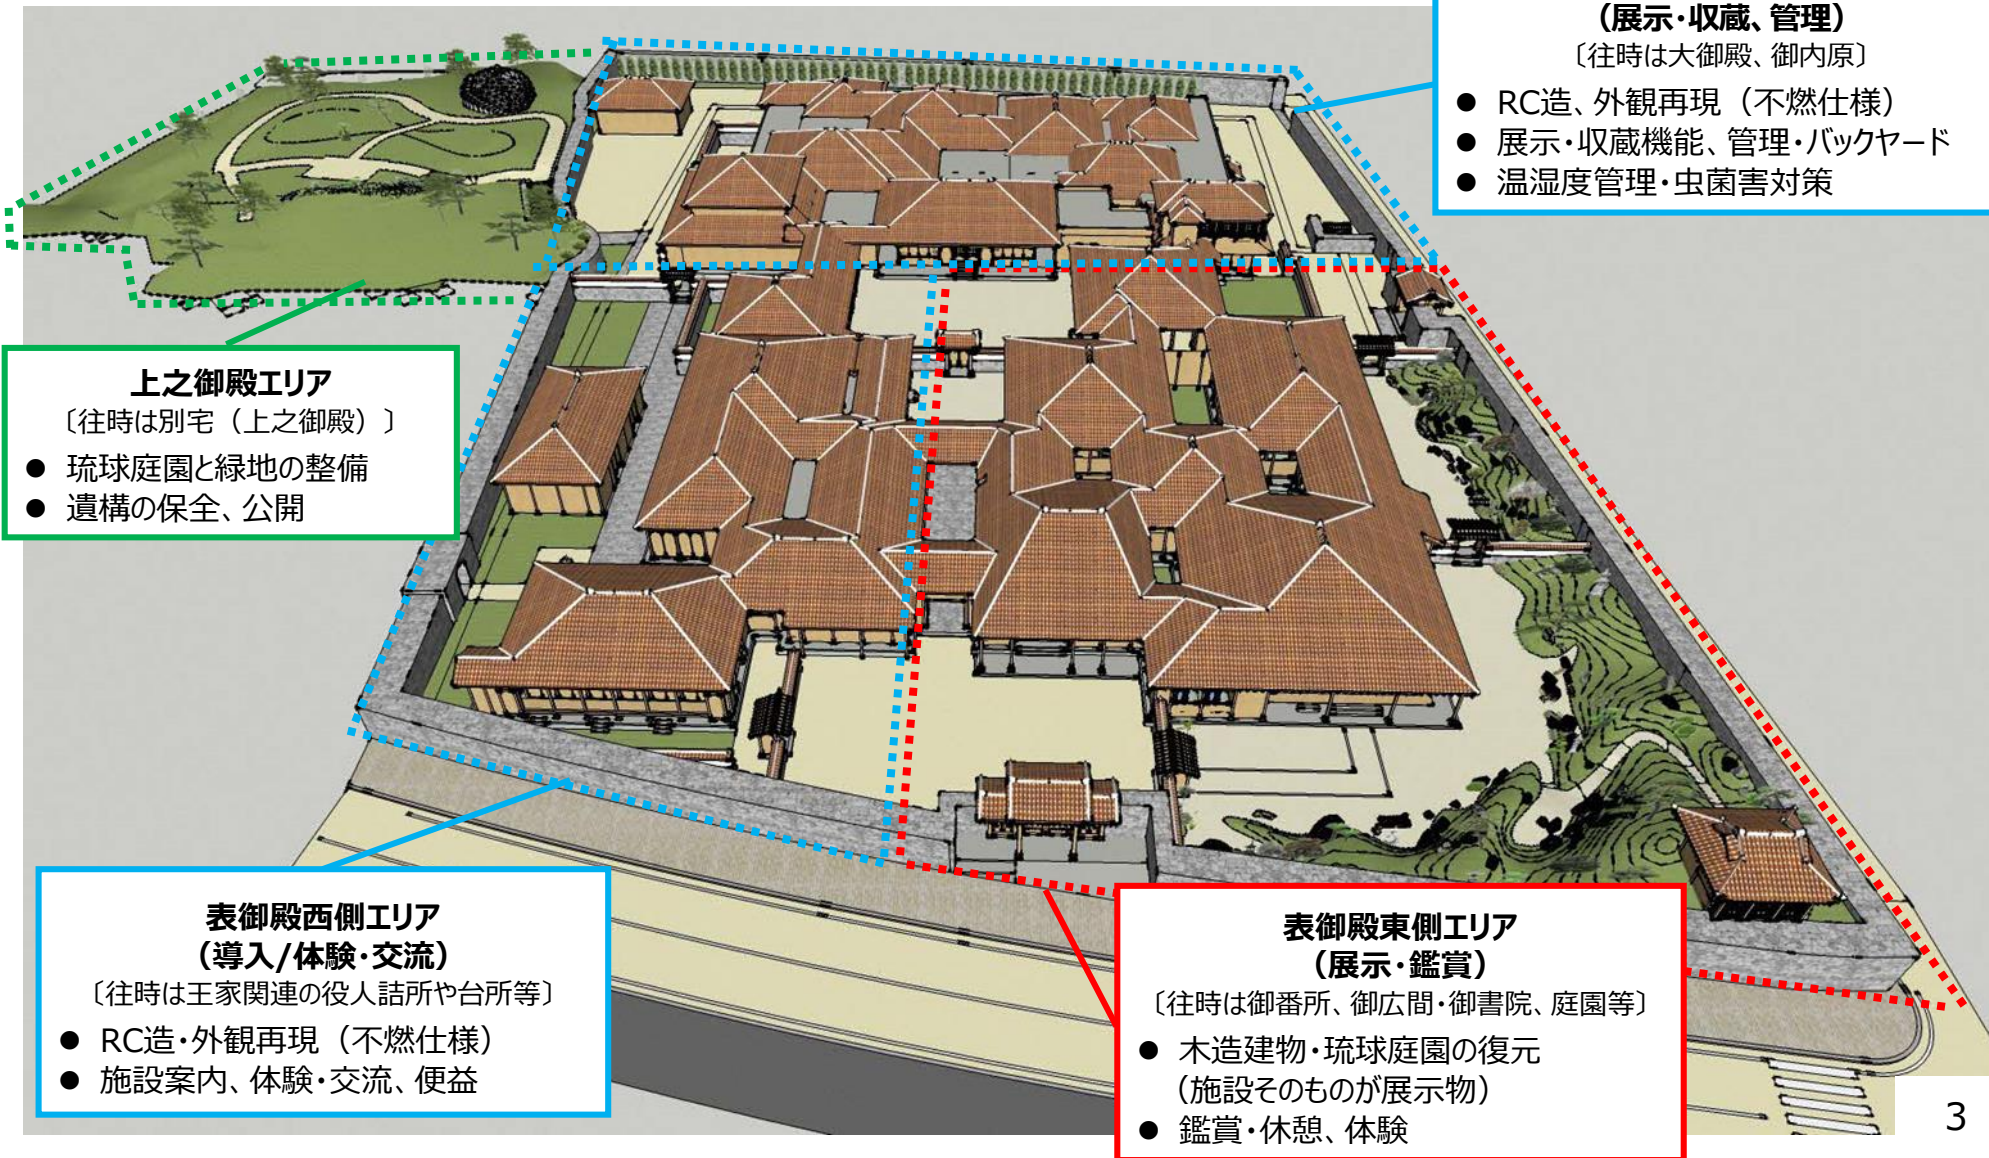 (展示・収蔵、管理)
〔往時は大御殿、御内原〕
● RC造、外観再現（不燃仕様）
● 展示・収蔵機能、管理・バックヤード
● 温湿度管理・虫菌害対策
上之御殿エリア
〔往時は別宅（上之御殿）〕
● 琉球庭園と緑地の整備
● 遺構の保全、公開
表御殿西側エリア
（導入/体験・交流）
〔往時は王家関連の役人詰所や台所等〕
● RC造・外観再現（不燃仕様）
● 施設案内、体験・交流、便益
表御殿東側エリア
（展示・鑑賞）
〔往時は御番所、御広間・御書院、庭園等〕
● 木造建物・琉球庭園の復元
（施設そのものが展示物）
● 鑑賞・休憩、体験
3